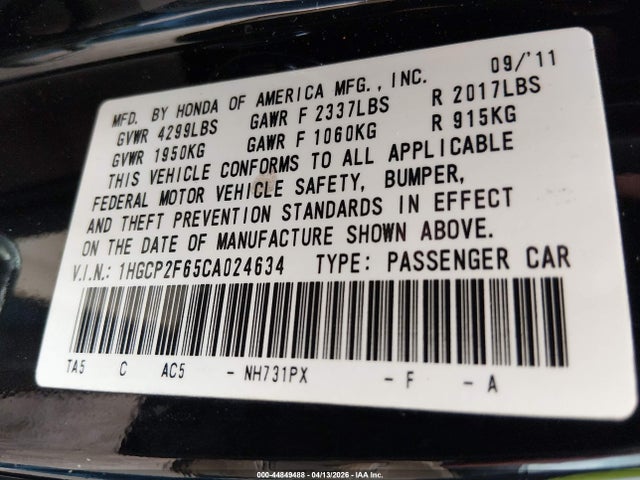 09/'11
MFD. BY HONDA OF AMERICA MFG., INC.
GVWR 4299LBS GAWR F 2337LBS R 2017LBS
GVWR 1950KG GAWR F 1060KG R 915KG
THIS VEHICLE CONFORMS TO ALL APPLICABLE
FEDERAL MOTOR VEHICLE SAFETY, BUMPER,
AND THEFT PREVENTION STANDARDS IN EFFECT
ON THE DATE OF MANUFACTURE SHOWN ABOVE.
V.I.N.: 1HGCP2F65CA024634 TYPE: PASSENGER CAR
TA5 C AC5 - NH731PX - F - A
000-44849488 - 04/13/2026 - IAA Inc.